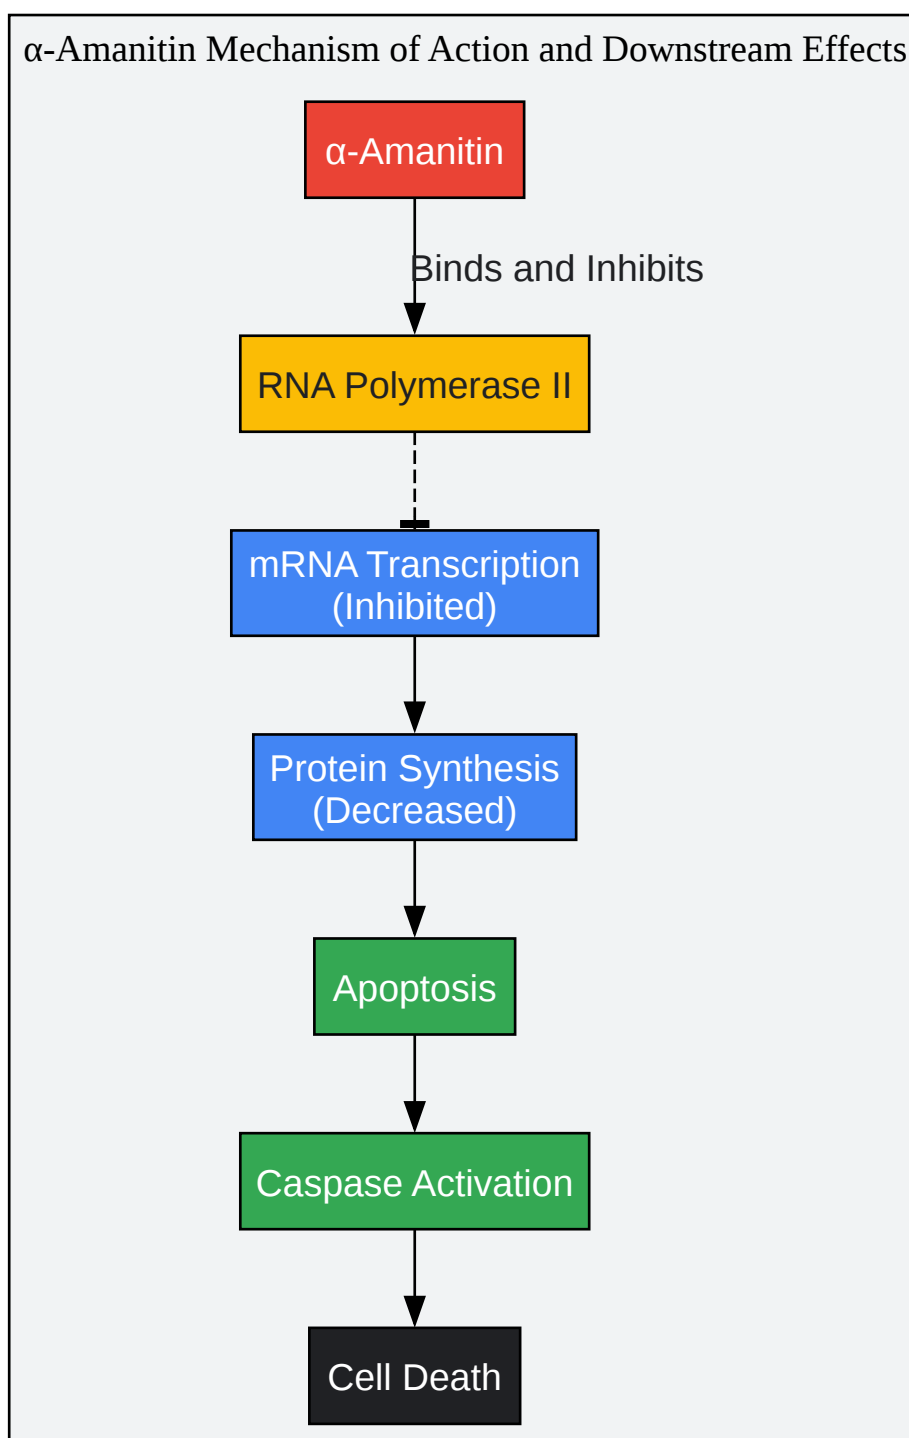 α-Amanitin Mechanism of Action and Downstream Effects
α-Amanitin
Binds and Inhibits
RNA Polymerase II
mRNA Transcription
(Inhibited)
Protein Synthesis
(Decreased)
Apoptosis
Caspase Activation
Cell Death